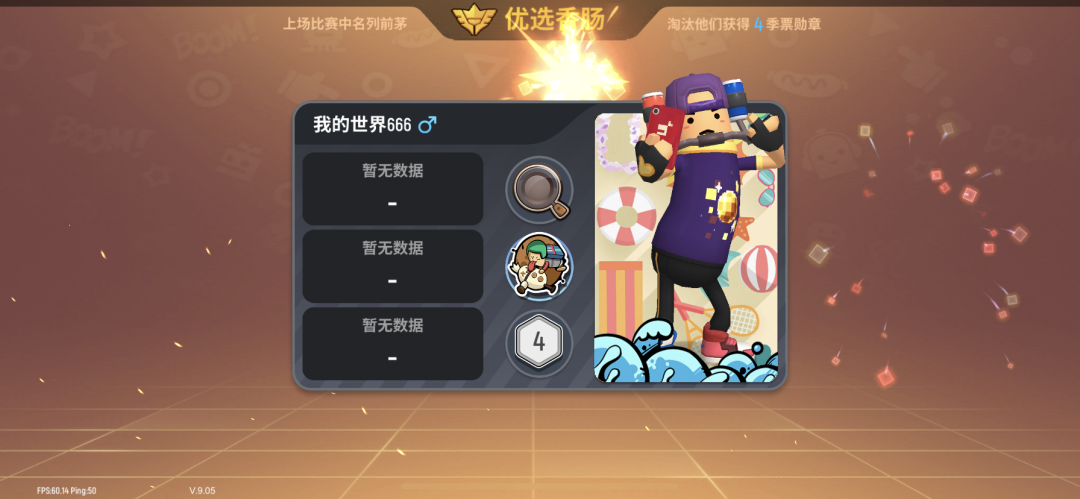 上场比赛中名列前茅
优选香肠
淘汰他们获得 4 季票勋章
我的世界666 ♂
暂无数据
-
暂无数据
-
暂无数据
-
4
FPS:60.14 Ping:50
V.9.05